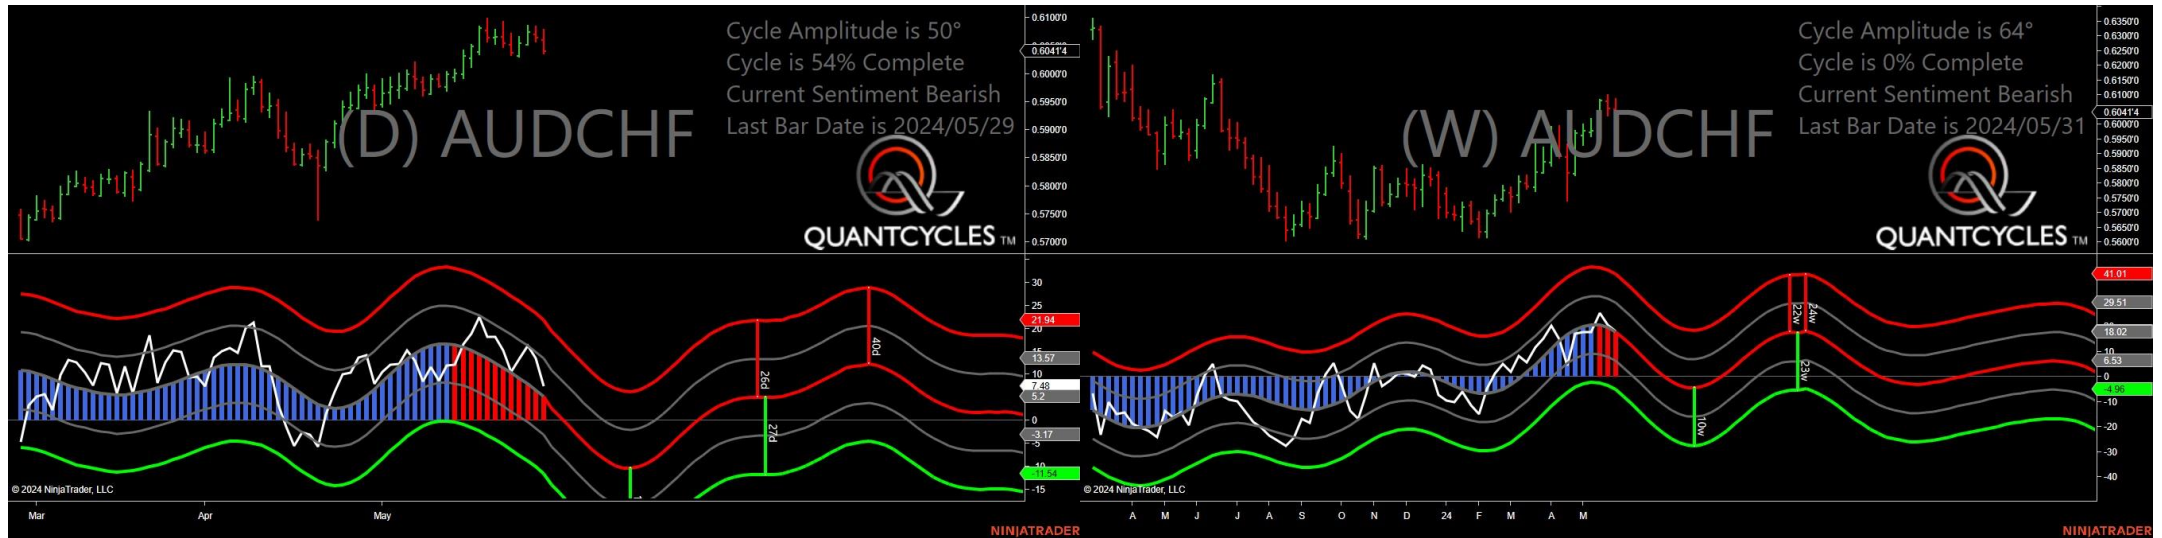 Cycle Amplitude is 50°
Cycle is 54% Complete
Current Sentiment Bearish
Last Bar Date is 2024/05/29
(D) AUDCHF
QUANTCYCLES TM
0.6100'0
0.6041'4
0.6000'0
0.5950'0
0.5900'0
0.5850'0
0.5800'0
0.5750'0
0.5700'0
30
25
21.94
20
15
13.57
10
7.48
5.2
0
-3.17
-5
-10
-11.54
-15
26d
27d
40d
© 2024 NinjaTrader, LLC
Mar Apr May
NINJATRADER
Cycle Amplitude is 64°
Cycle is 0% Complete
Current Sentiment Bearish
Last Bar Date is 2024/05/31
(W) AUDCHF
QUANTCYCLES TM
0.6350'0
0.6300'0
0.6250'0
0.6200'0
0.6150'0
0.6100'0
0.6041'4
0.6000'0
0.5950'0
0.5900'0
0.5850'0
0.5800'0
0.5750'0
0.5700'0
0.5650'0
0.5600'0
41.01
29.51
18.02
10
6.53
0
-4.96
-10
-20
-30
-40
22w
24w
23w
10w
© 2024 NinjaTrader, LLC
A M J J A S O N D 24 F M A M
NINJATRADER